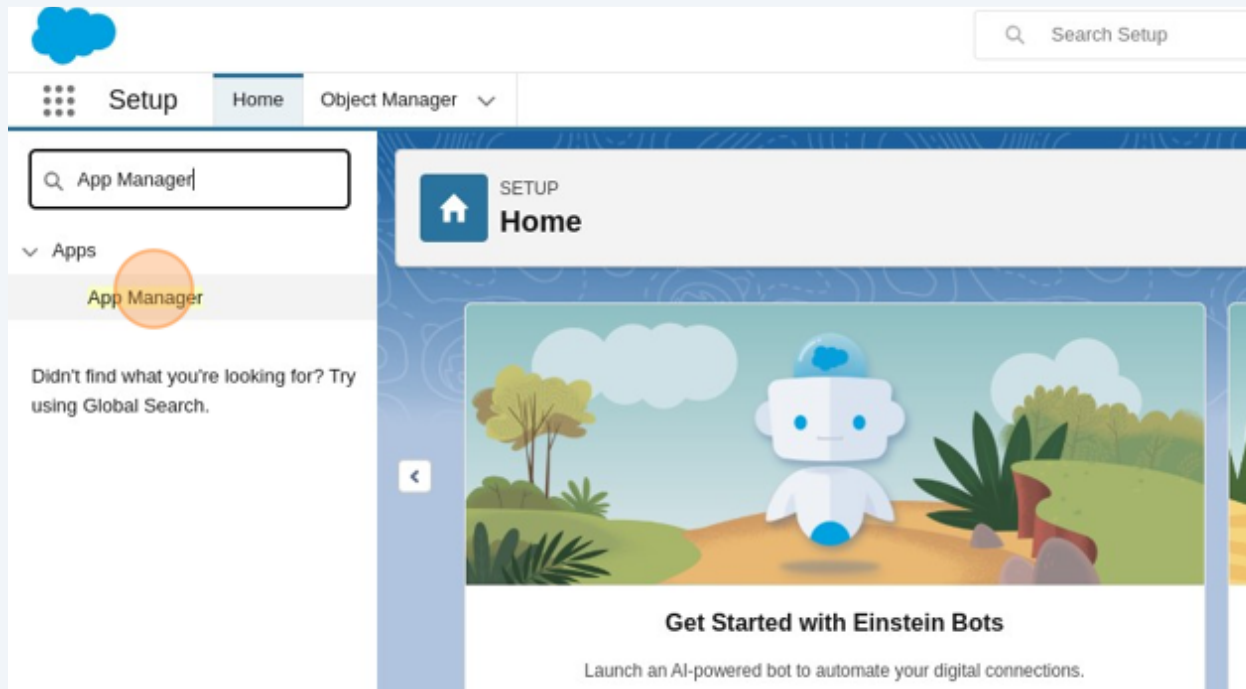 Search Setup
Setup
Home
Object Manager
App Manager
SETUP
Home
Apps
App Manager
Didn't find what you're looking for? Try
using Global Search.
Get Started with Einstein Bots
Launch an AI-powered bot to automate your digital connections.